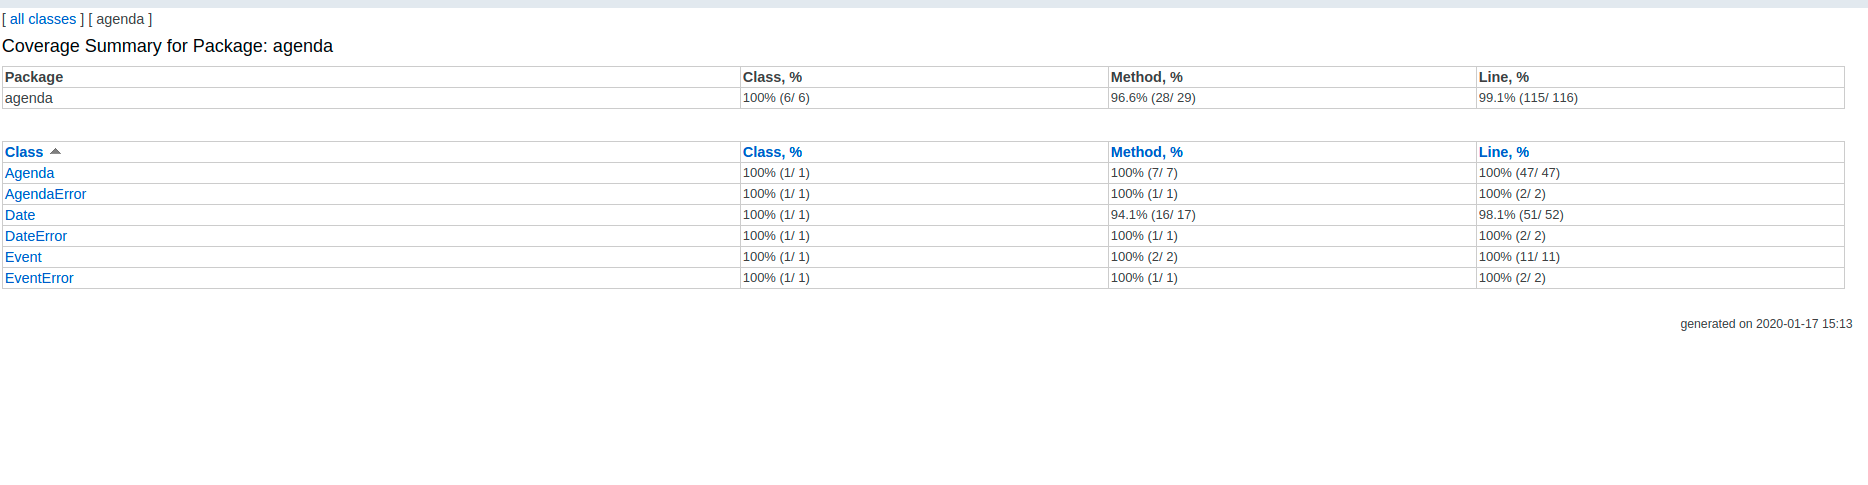 [ all classes ] [ agenda ]
Coverage Summary for Package: agenda
Package Class, % Method, % Line, %
agenda 100% (6/ 6) 96.6% (28/ 29) 99.1% (115/ 116)
Class Class, % Method, % Line, %
Agenda 100% (1/ 1) 100% (7/ 7) 100% (47/ 47)
AgendaError 100% (1/ 1) 100% (1/ 1) 100% (2/ 2)
Date 100% (1/ 1) 94.1% (16/ 17) 98.1% (51/ 52)
DateError 100% (1/ 1) 100% (1/ 1) 100% (2/ 2)
Event 100% (1/ 1) 100% (2/ 2) 100% (11/ 11)
EventError 100% (1/ 1) 100% (1/ 1) 100% (2/ 2)
generated on 2020-01-17 15:13